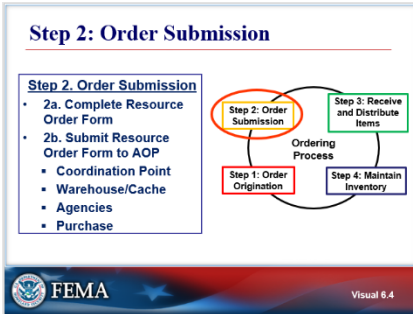 Step 2: Order Submission
Step 2. Order Submission
• 2a. Complete Resource
Order Form
• 2b. Submit Resource
Order Form to AOP
▪ Coordination Point
▪ Warehouse/Cache
▪ Agencies
▪ Purchase
Step 2: Order
Submission
Step 3: Receive
and Distribute
Items
Ordering
Process
Step 1: Order
Origination
Step 4: Maintain
Inventory
FEMA
Visual 6.4